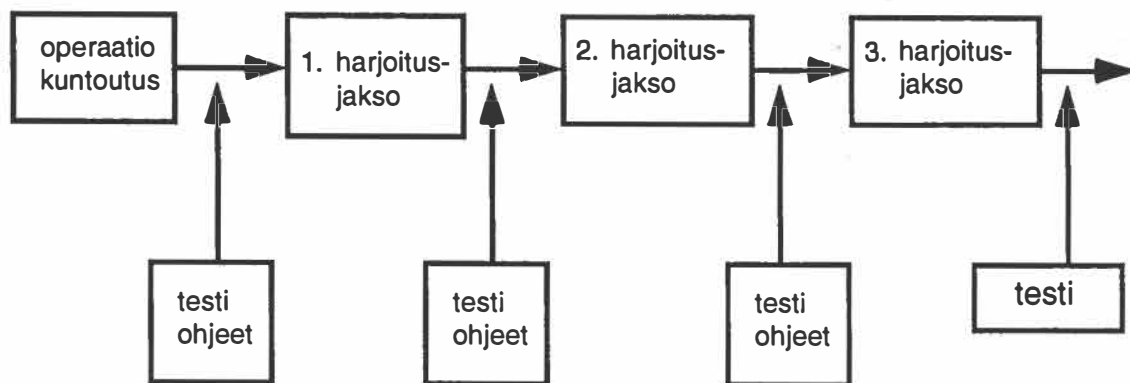 operaatio
kuntoutus
1. harjoitus-
jakso
2. harjoitus-
jakso
3. harjoitus-
jakso
testi
ohjeet
testi
ohjeet
testi
ohjeet
testi